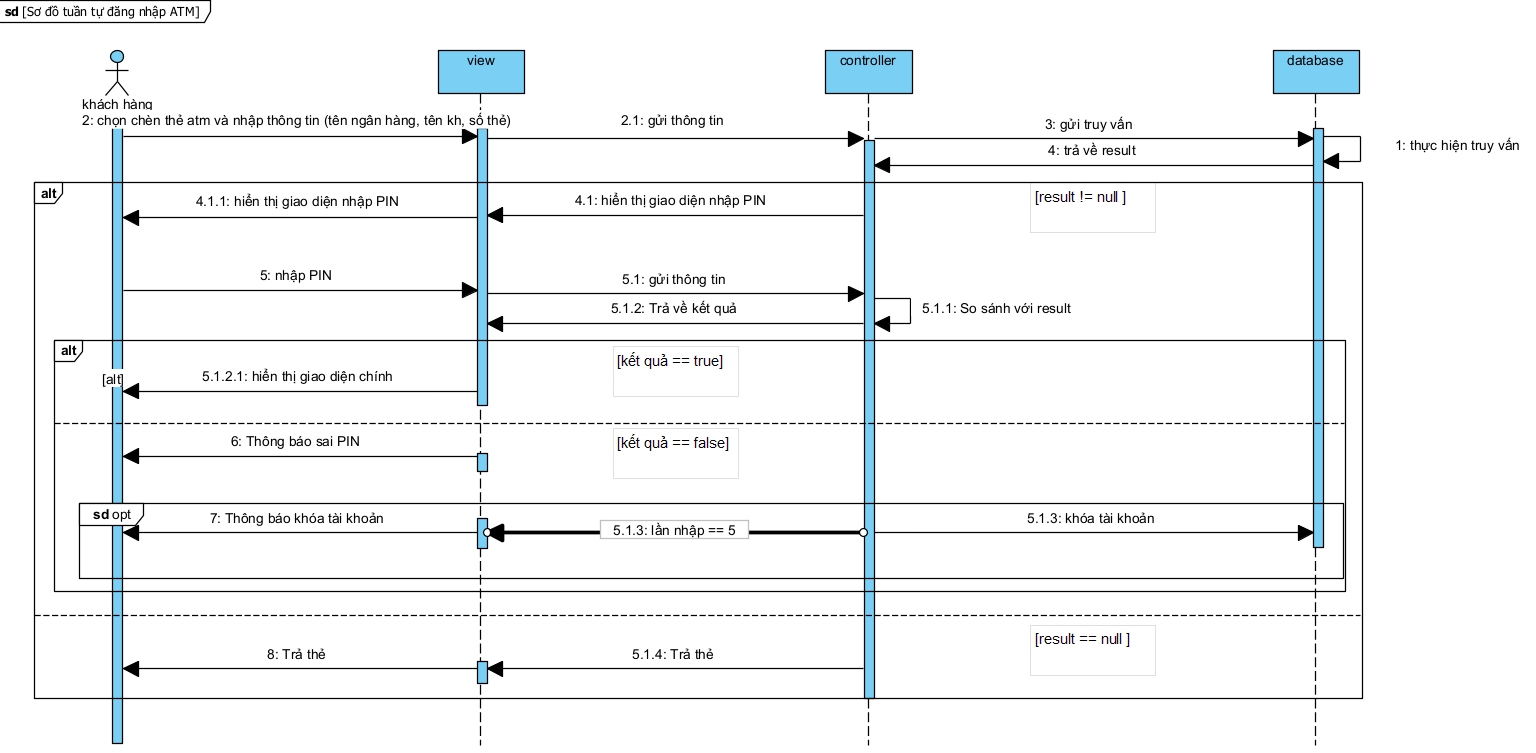 sd [Sơ đồ tuần tự đăng nhập ATM]
khách hàng
view
controller
database
2: chọn chèn thẻ atm và nhập thông tin (tên ngân hàng, tên kh, số thẻ)
2.1: gửi thông tin
3: gửi truy vấn
1: thực hiện truy vấn
4: trả về result
alt
[result != null ]
4.1.1: hiển thị giao diện nhập PIN
4.1: hiển thị giao diện nhập PIN
5: nhập PIN
5.1: gửi thông tin
5.1.2: Trả về kết quả
5.1.1: So sánh với result
alt
[kết quả == true]
[alt]
5.1.2.1: hiển thị giao diện chính
6: Thông báo sai PIN
[kết quả == false]
sd opt
7: Thông báo khóa tài khoản
5.1.3: lần nhập == 5
5.1.3: khóa tài khoản
[result == null ]
8: Trả thẻ
5.1.4: Trả thẻ